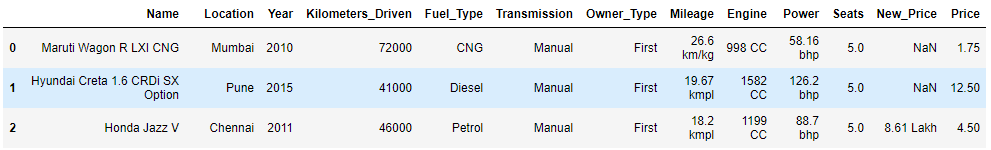 Name Location Year Kilometers_Driven Fuel_Type Transmission Owner_Type Mileage Engine Power Seats New_Price Price
0 Maruti Wagon R LXI CNG Mumbai 2010 72000 CNG Manual First 26.6 km/kg 998 CC 58.16 bhp 5.0 NaN 1.75
1 Hyundai Creta 1.6 CRDi SX Option Pune 2015 41000 Diesel Manual First 19.67 kmpl 1582 CC 126.2 bhp 5.0 NaN 12.50
2 Honda Jazz V Chennai 2011 46000 Petrol Manual First 18.2 kmpl 1199 CC 88.7 bhp 5.0 8.61 Lakh 4.50